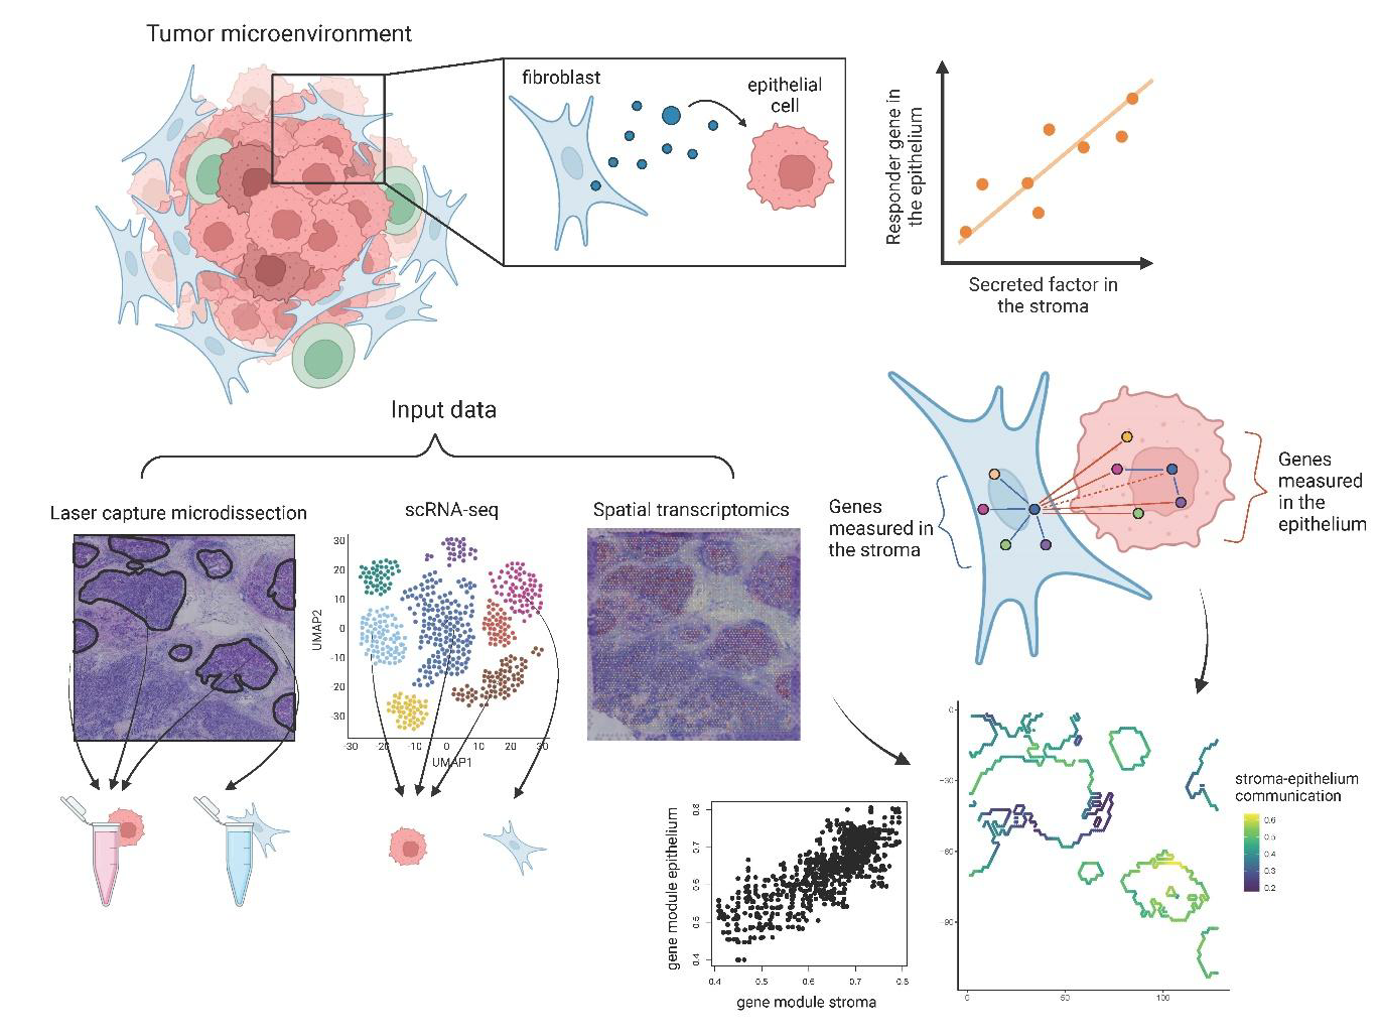 Tumor microenvironment
fibroblast
epithelial
cell
Responder gene in
the epithelium
Secreted factor in
the stroma
Input data
Laser capture microdissection
scRNA-seq
Spatial transcriptomics
30
20
10
0
-10
-20
-30
UMAP2
-30
-20
-10
0
10
20
30
UMAP1
Genes
measured in
the stroma
Genes
measured
in the
epithelium
gene module epithelium
0.8
0.7
0.6
0.5
0.4
0.4
0.5
0.6
0.7
0.8
gene module stroma
0
-30
-60
-90
0
50
100
stroma-epithelium
communication
0.6
0.5
0.4
0.3
0.2